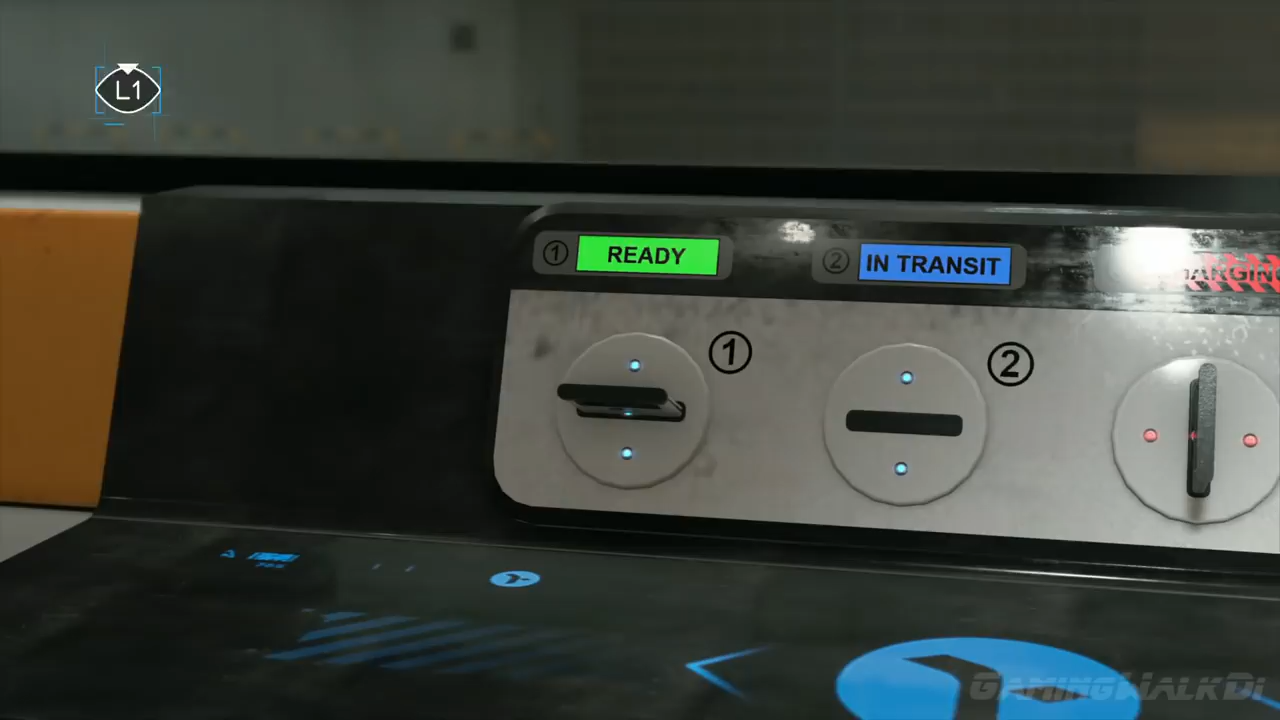 L1
① READY
② IN TRANSIT
①
②
GAMINGWALKDI